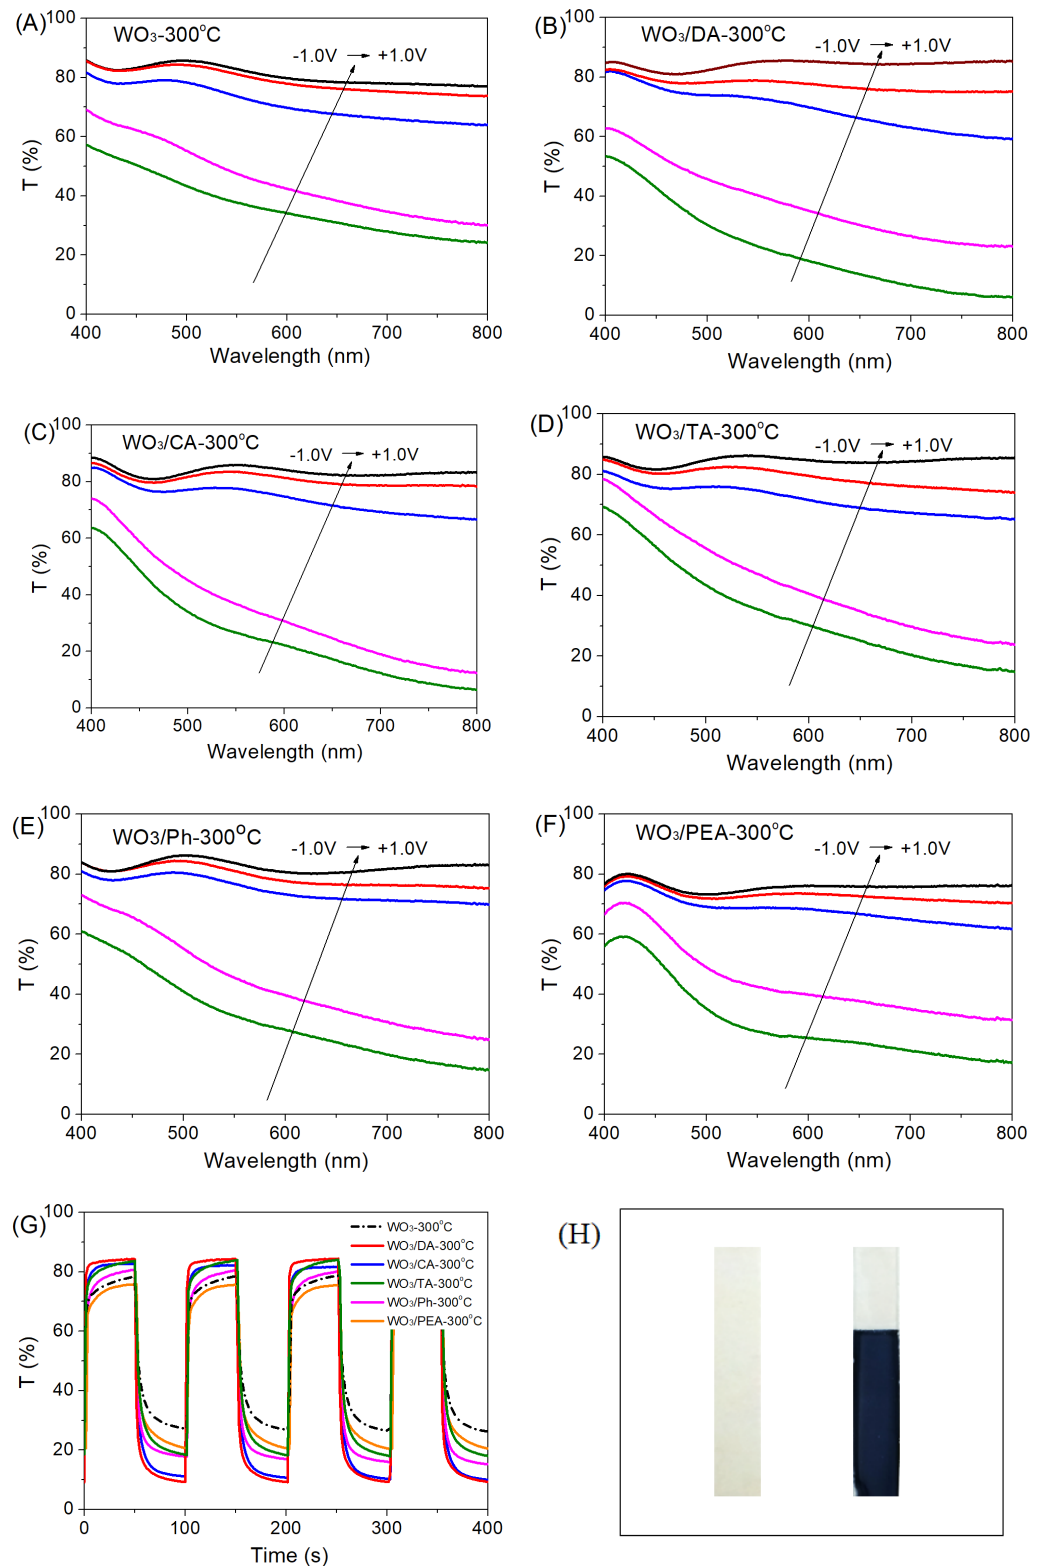 (A)
WO₃-300°C
-1.0V → +1.0V
100
80
60
40
20
0
T (%)
400 500 600 700 800
Wavelength (nm)
(B)
WO₃/DA-300°C
-1.0V → +1.0V
100
80
60
40
20
0
T (%)
400 500 600 700 800
Wavelength (nm)
(C)
WO₃/CA-300°C
-1.0V → +1.0V
100
80
60
40
20
0
T (%)
400 500 600 700 800
Wavelength (nm)
(D)
WO₃/TA-300°C
-1.0V → +1.0V
100
80
60
40
20
0
T (%)
400 500 600 700 800
Wavelength (nm)
(E)
WO₃/Ph-300°C
-1.0V → +1.0V
100
80
60
40
20
0
T (%)
400 500 600 700 800
Wavelength (nm)
(F)
WO₃/PEA-300°C
-1.0V → +1.0V
100
80
60
40
20
0
T (%)
400 500 600 700 800
Wavelength (nm)
(G)
WO₃-300°C
WO₃/DA-300°C
WO₃/CA-300°C
WO₃/TA-300°C
WO₃/Ph-300°C
WO₃/PEA-300°C
100
80
60
40
20
0
T (%)
0 100 200 300 400
Time (s)
(H)